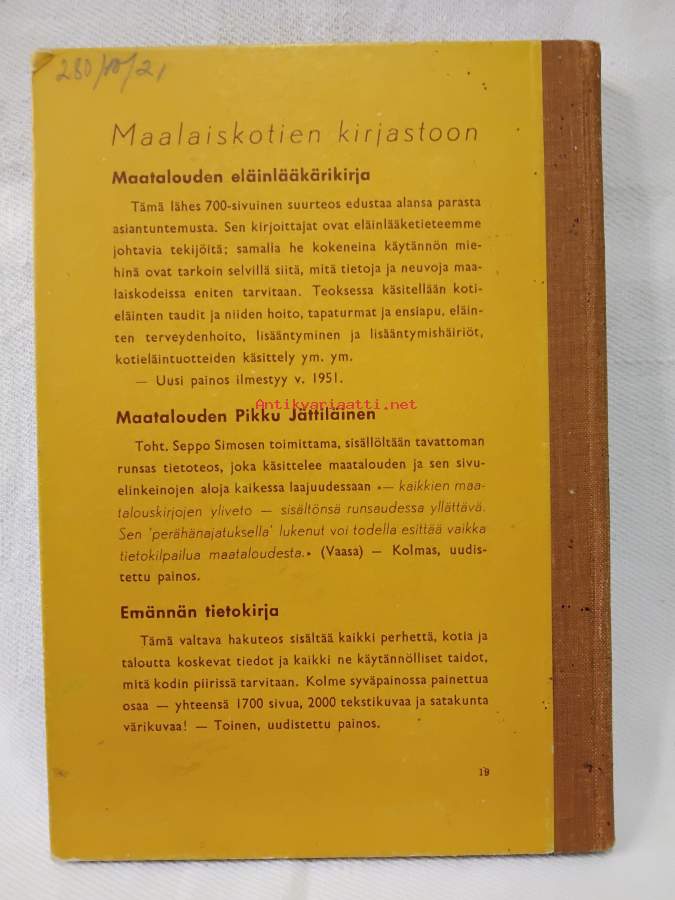 280/10/21
Maalaiskotien kirjastoon
Maatalouden eläinlääkärikirja
Tämä lähes 700-sivuinen suurteos edustaa alansa parasta
asiantuntemusta. Sen kirjoittajat ovat eläinlääketieteemme
johtavia tekijöitä; samalla he kokeneina käytännön mie-
hinä ovat tarkoin selvillä siitä, mitä tietoja ja neuvoja maa-
laiskodeissa eniten tarvitaan. Teoksessa käsitellään koti-
eläinten taudit ja niiden hoito, tapaturmat ja ensiapu, eläin-
ten terveydenhoito, lisääntyminen ja lisääntymishäiriöt,
kotieläintuotteiden käsittely ym. ym.
— Uusi painos ilmestyy v. 1951.
Antikvariaatti.net
Maatalouden Pikku Jättiläinen
Toht. Seppo Simosen toimittama, sisällöltään tavattoman
runsas tietoteos, joka käsittelee maatalouden ja sen sivu-
elinkeinojen aloja kaikessa laajuudessaan »— kaikkien maa-
talouskirjojen yliveto — sisältönsä runsaudessa yllättävä.
Sen 'perähänajatuksella' lukenut voi todella esittää vaikka
tietokilpailua maataloudesta.» (Vaasa) — Kolmas, uudis-
tettu painos.
Emännän tietokirja
Tämä valtava hakuteos sisältää kaikki perhettä, kotia ja
taloutta koskevat tiedot ja kaikki ne käytännölliset taidot,
mitä kodin piirissä tarvitaan. Kolme syväpainossa painettua
osaa — yhteensä 1700 sivua, 2000 tekstikuvaa ja satakunta
värikuvaa! — Toinen, uudistettu painos.
19